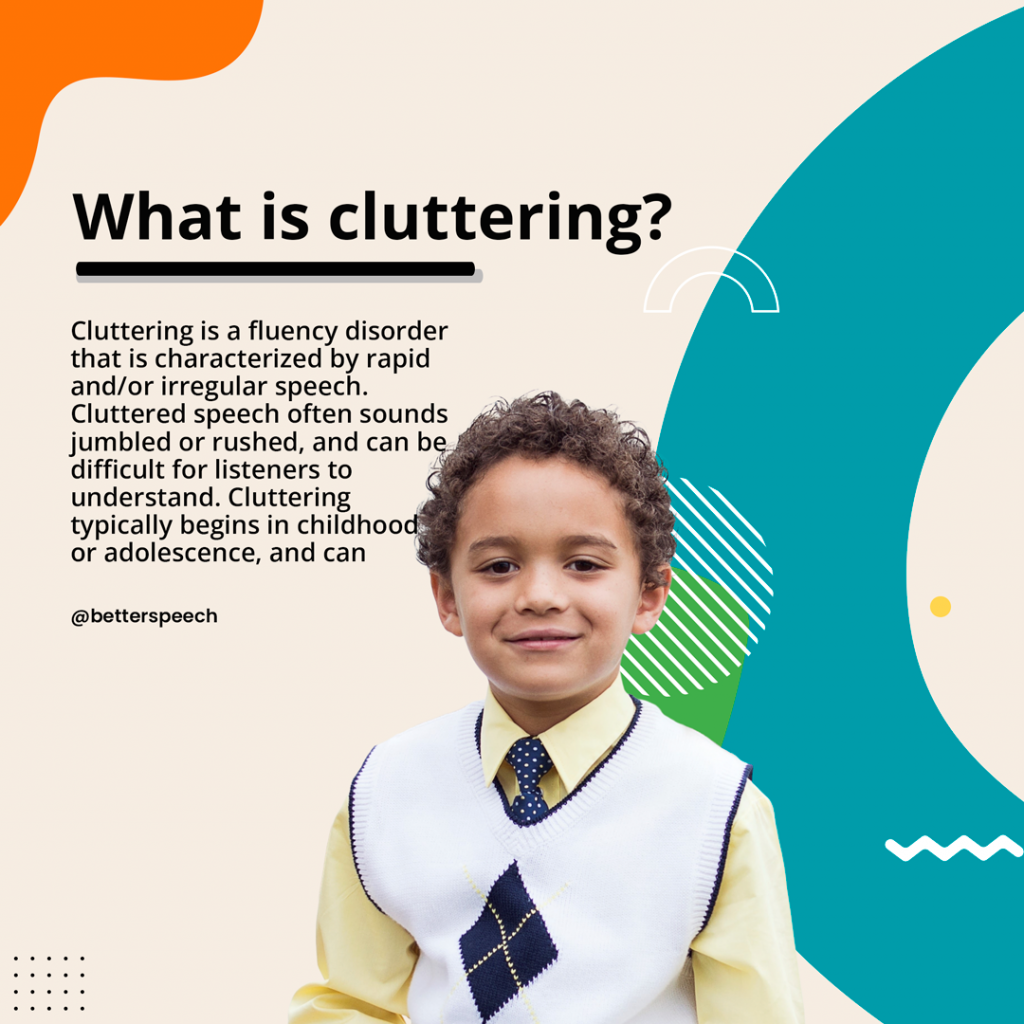 What is cluttering?
Cluttering is a fluency disorder
that is characterized by rapid
and/or irregular speech.
Cluttered speech often sounds
jumbled or rushed, and can be
difficult for listeners to
understand. Cluttering
typically begins in childhood
or adolescence, and can
@betterspeech